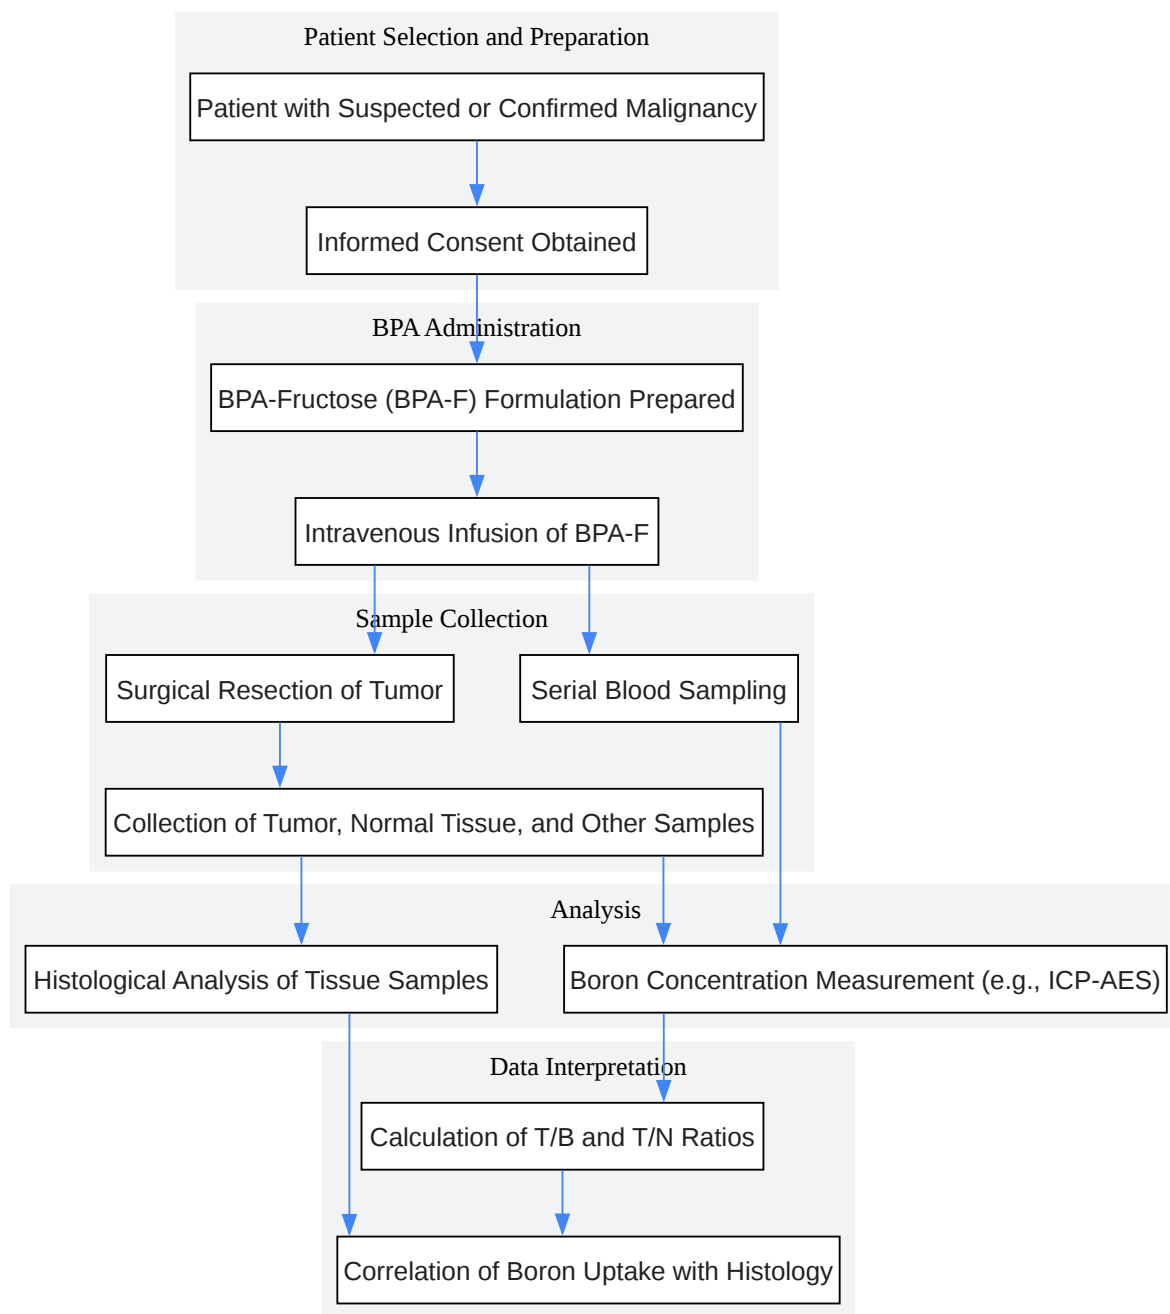 Patient Selection and Preparation
Patient with Suspected or Confirmed Malignancy
Informed Consent Obtained
BPA Administration
BPA-Fructose (BPA-F) Formulation Prepared
Intravenous Infusion of BPA-F
Sample Collection
Surgical Resection of Tumor
Serial Blood Sampling
Collection of Tumor, Normal Tissue, and Other Samples
Analysis
Histological Analysis of Tissue Samples
Boron Concentration Measurement (e.g., ICP-AES)
Data Interpretation
Calculation of T/B and T/N Ratios
Correlation of Boron Uptake with Histology